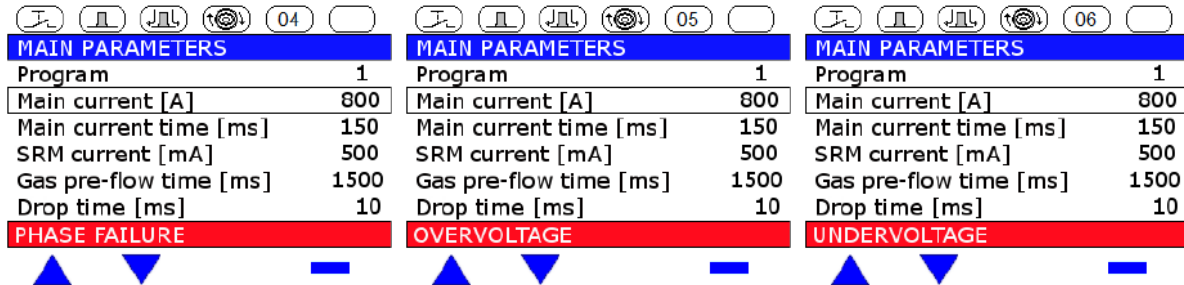 04
MAIN PARAMETERS
Program 1
Main current [A] 800
Main current time [ms] 150
SRM current [mA] 500
Gas pre-flow time [ms] 1500
Drop time [ms] 10
PHASE FAILURE
05
MAIN PARAMETERS
Program 1
Main current [A] 800
Main current time [ms] 150
SRM current [mA] 500
Gas pre-flow time [ms] 1500
Drop time [ms] 10
OVERVOLTAGE
06
MAIN PARAMETERS
Program 1
Main current [A] 800
Main current time [ms] 150
SRM current [mA] 500
Gas pre-flow time [ms] 1500
Drop time [ms] 10
UNDERVOLTAGE